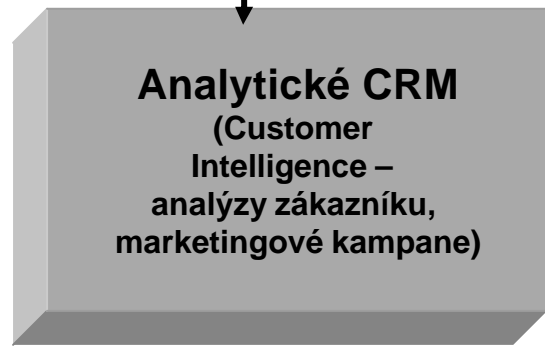 Analytické CRM
(Customer
Intelligence –
analýzy zákazníku,
marketingové kampane)